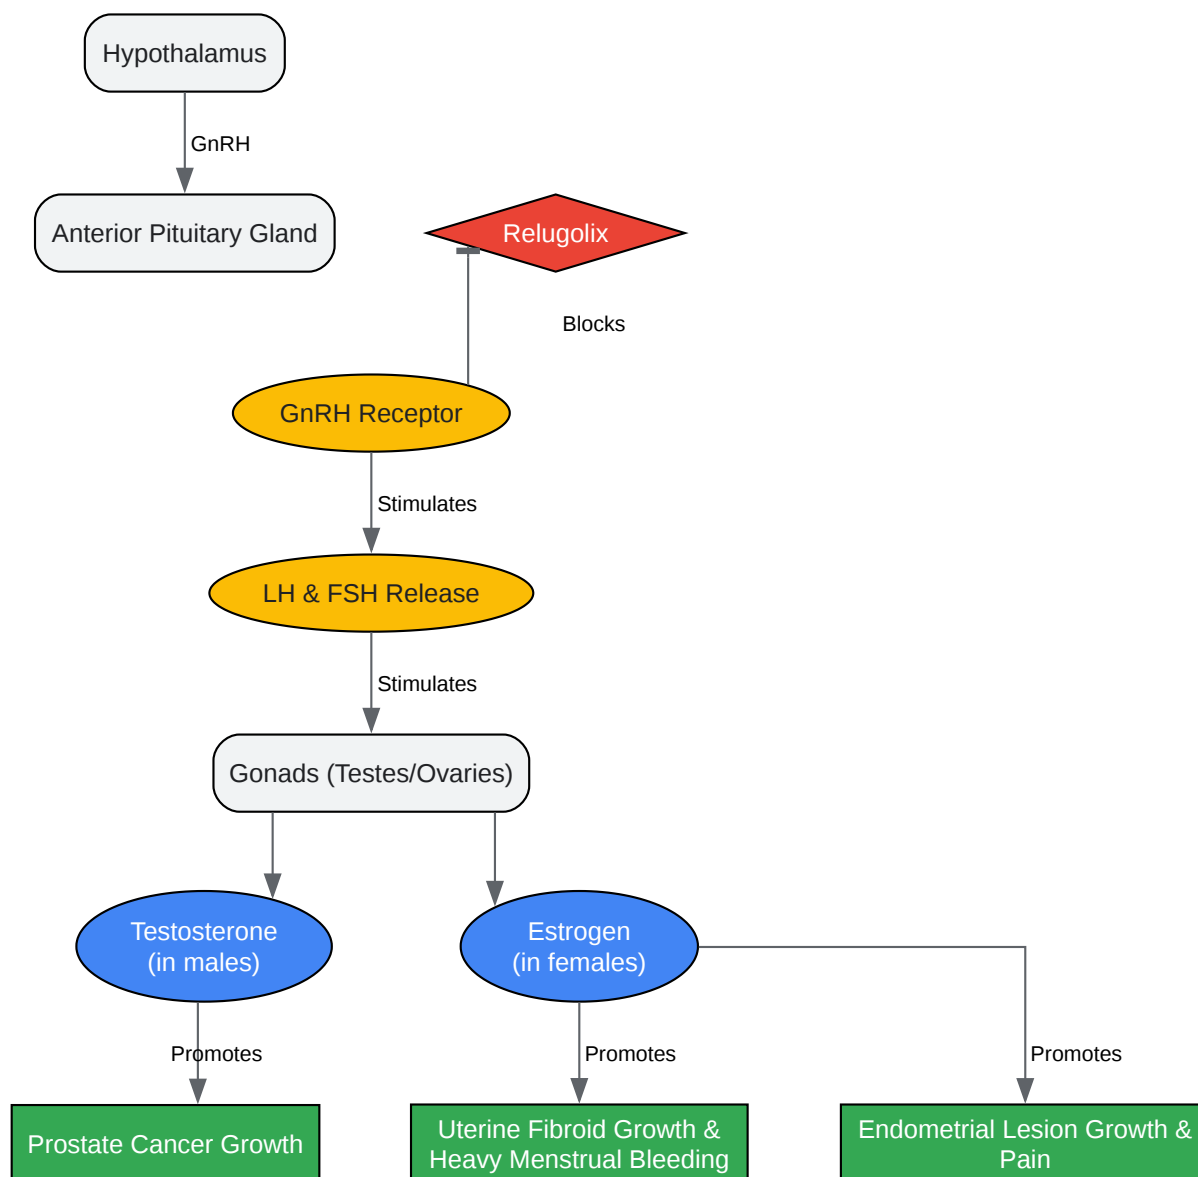 Hypothalamus
GnRH
Anterior Pituitary Gland
Relugolix
Blocks
GnRH Receptor
Stimulates
LH & FSH Release
Stimulates
Gonads (Testes/Ovaries)
Testosterone
(in males)
Estrogen
(in females)
Promotes
Promotes
Promotes
Prostate Cancer Growth
Uterine Fibroid Growth &
Heavy Menstrual Bleeding
Endometrial Lesion Growth &
Pain